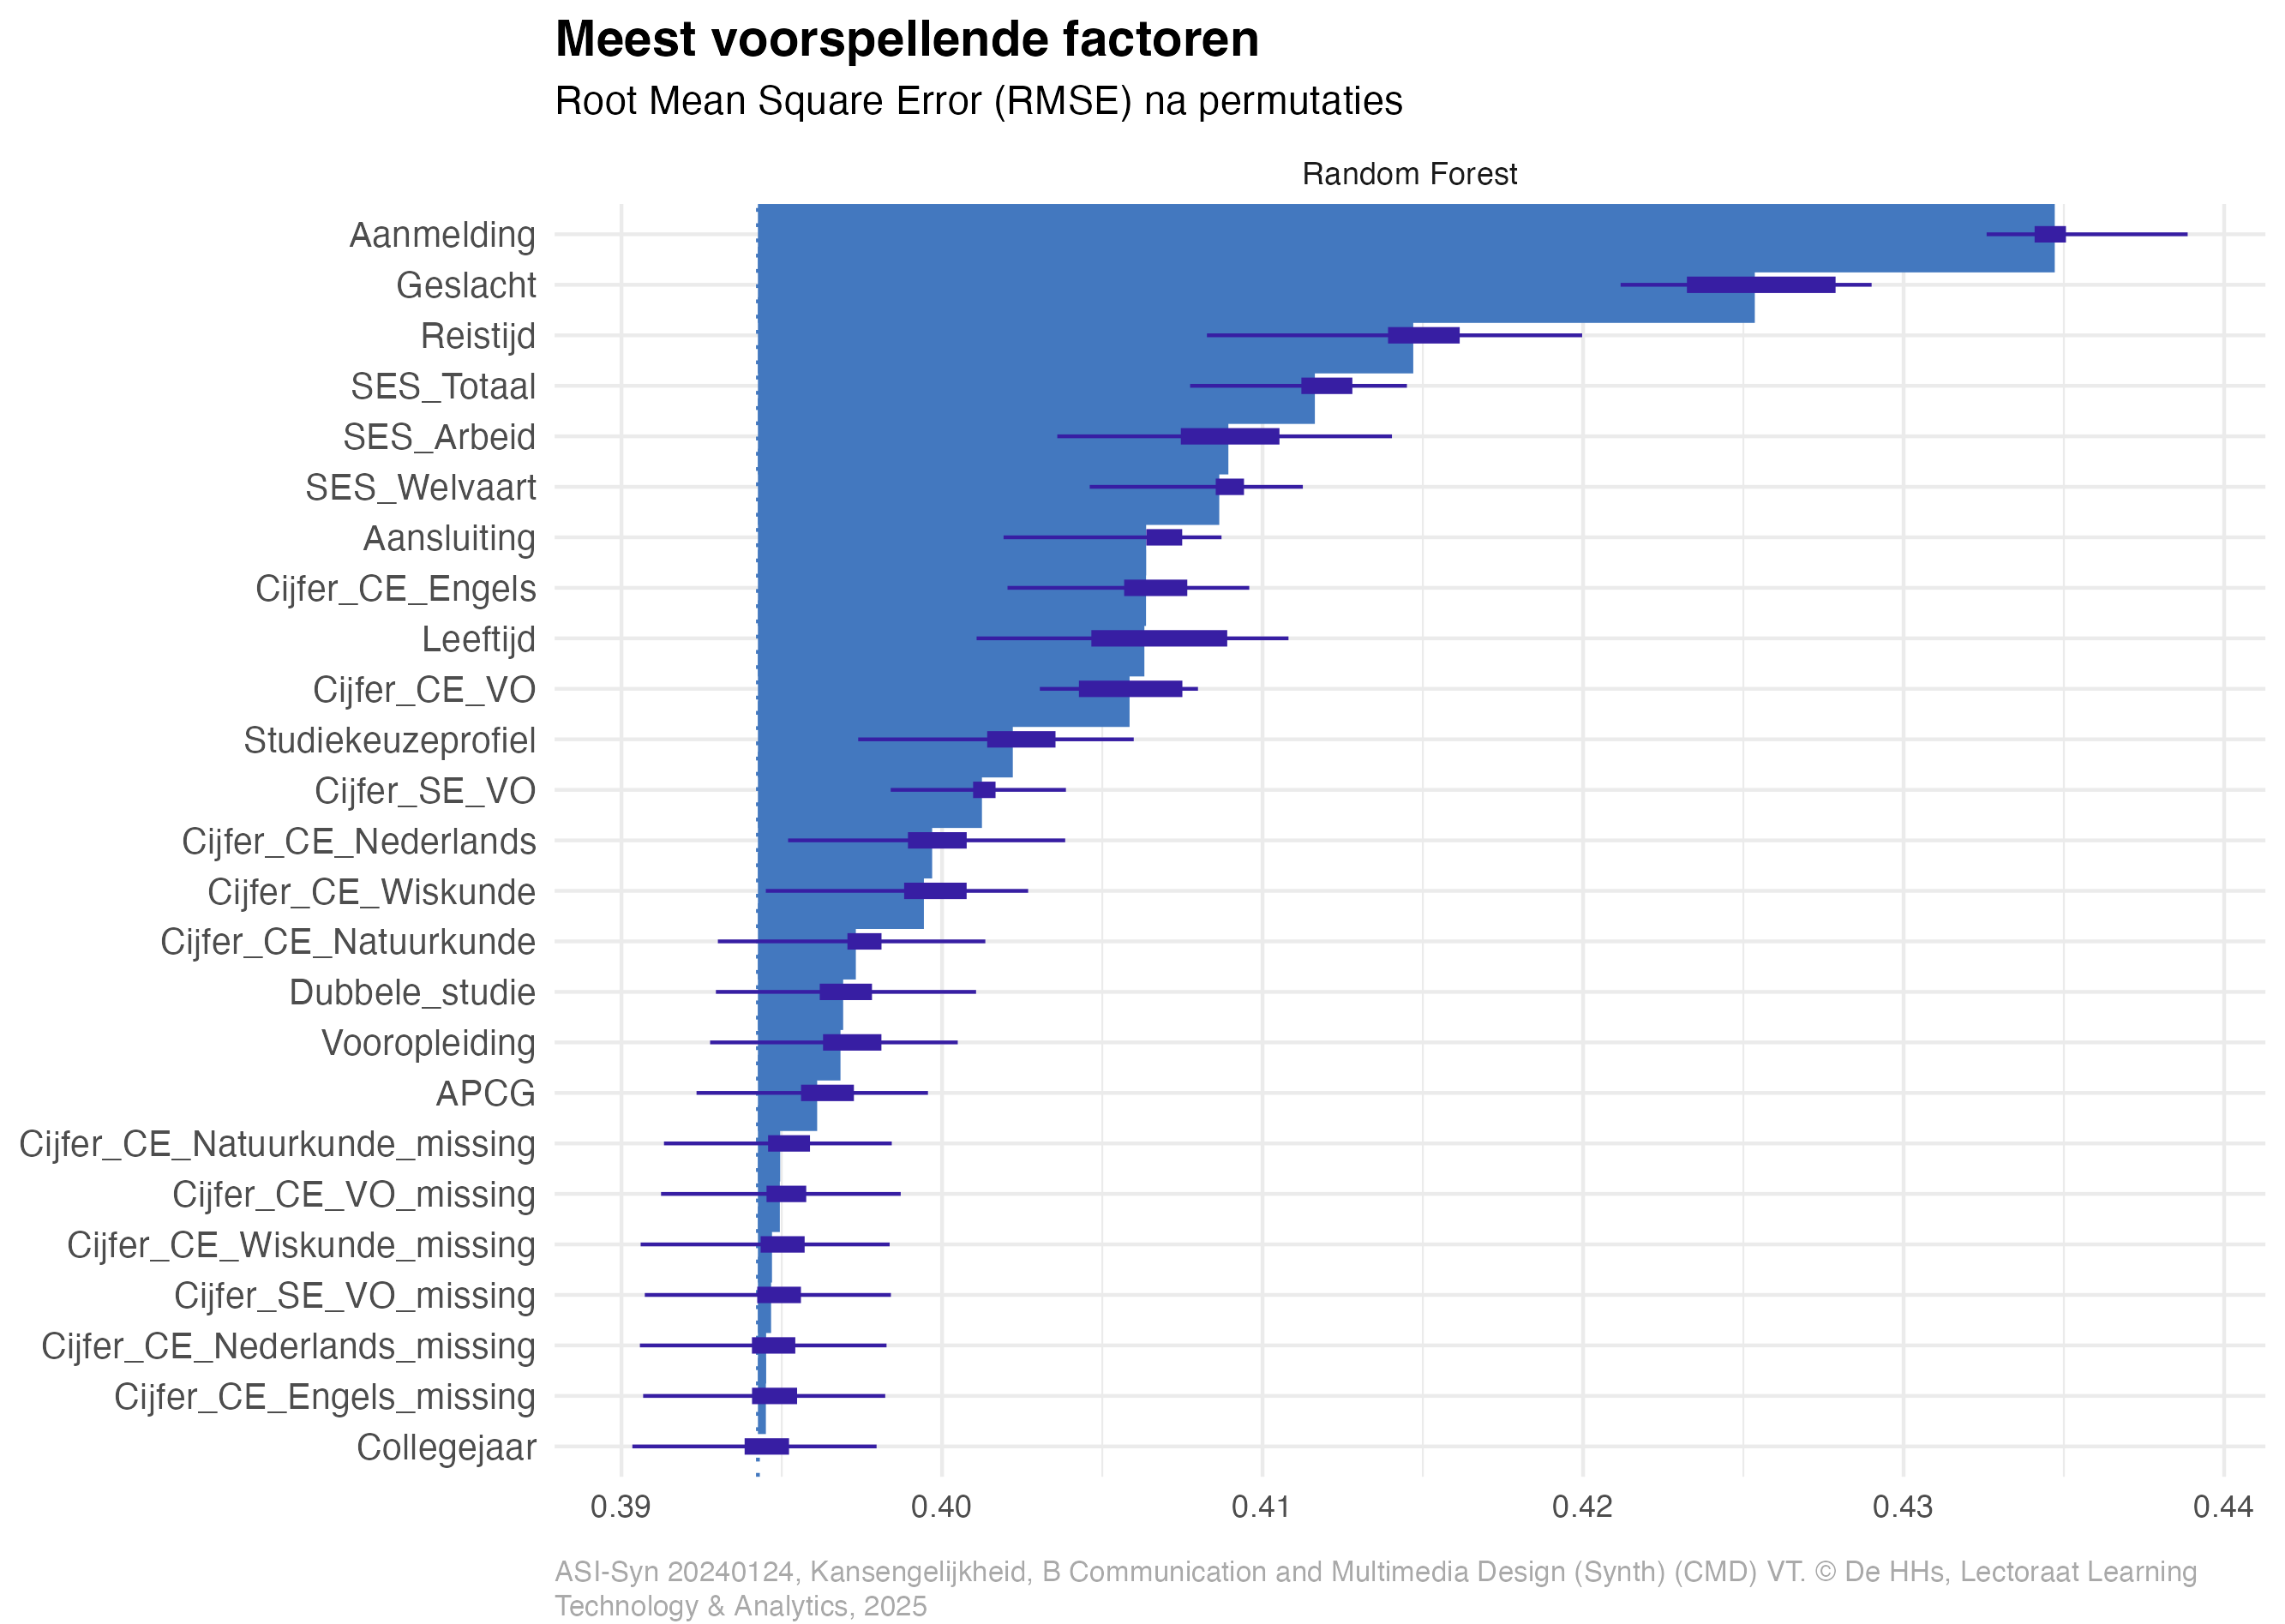 Meest voorspellende factoren
Root Mean Square Error (RMSE) na permutaties
Random Forest
Aanmelding
Geslacht
Reistijd
SES_Totaal
SES_Arbeid
SES_Welvaart
Aansluiting
Cijfer_CE_Engels
Leeftijd
Cijfer_CE_VO
Studiekeuzeprofiel
Cijfer_SE_VO
Cijfer_CE_Nederlands
Cijfer_CE_Wiskunde
Cijfer_CE_Natuurkunde
Dubbele_studie
Vooropleiding
APCG
Cijfer_CE_Natuurkunde_missing
Cijfer_CE_VO_missing
Cijfer_CE_Wiskunde_missing
Cijfer_SE_VO_missing
Cijfer_CE_Nederlands_missing
Cijfer_CE_Engels_missing
Collegejaar
0.39 0.40 0.41 0.42 0.43 0.44
ASI-Syn 20240124, Kansengelijkheid, B Communication and Multimedia Design (Synth) (CMD) VT. © De HHs, Lectoraat Learning
Technology & Analytics, 2025